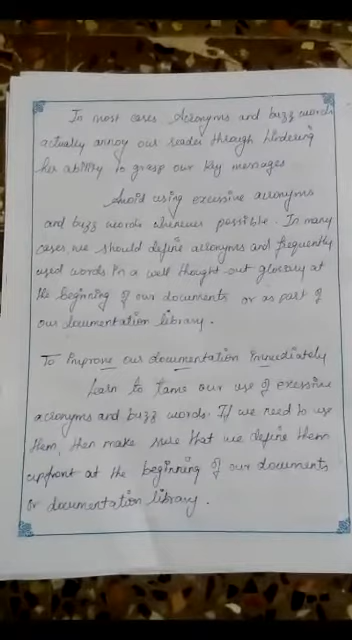 In most cases Acronyms and buzz words
actually annoy our reader through hindering
her ability to grasp our key messages
Avoid using excessive acronyms
and buzz words whenever possible. In many
cases, we should define acronyms and frequently
used words in a well thought-out glossary at
the beginning of our documents or as part of
our documentation library.
To Improve our documentation Immediately
Learn to tame our use of excessive
acronyms and buzz words. If we need to use
them, then make sure that we define them
upfront at the beginning of our documents
or documentation library.